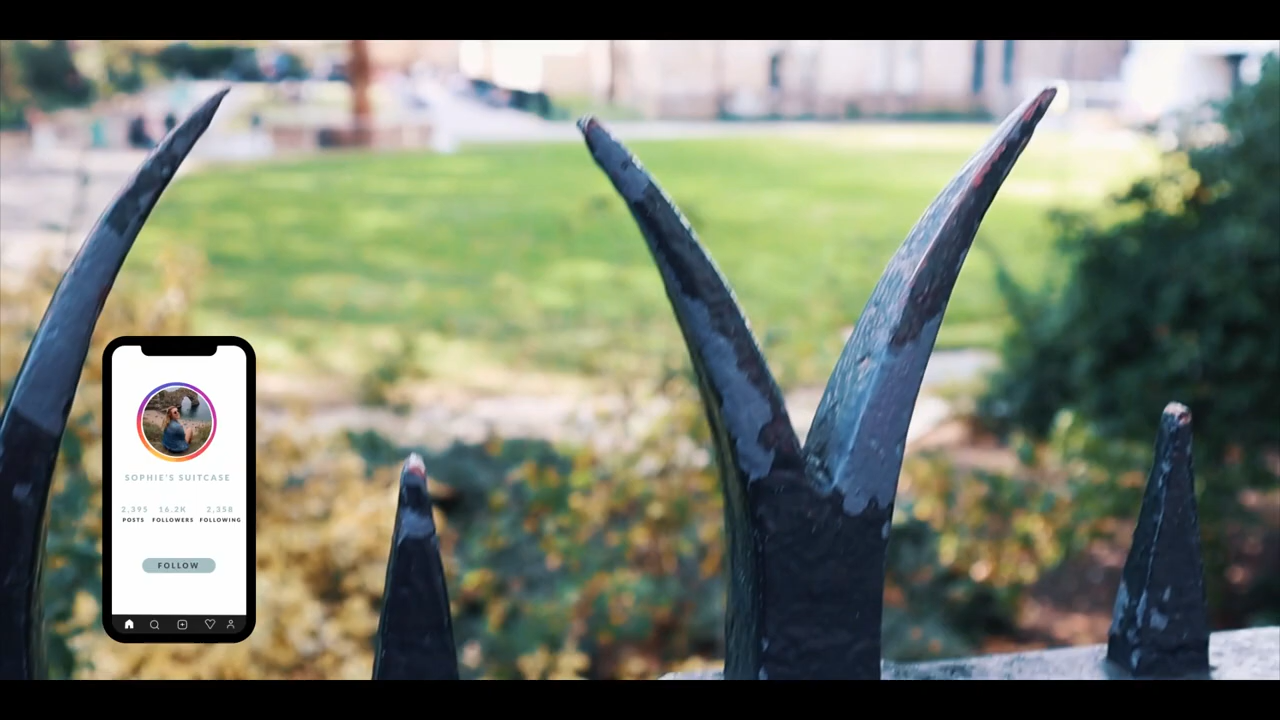 SOPHIE'S SUITCASE
2,395 16.2K 2,358
POSTS FOLLOWERS FOLLOWING
FOLLOW